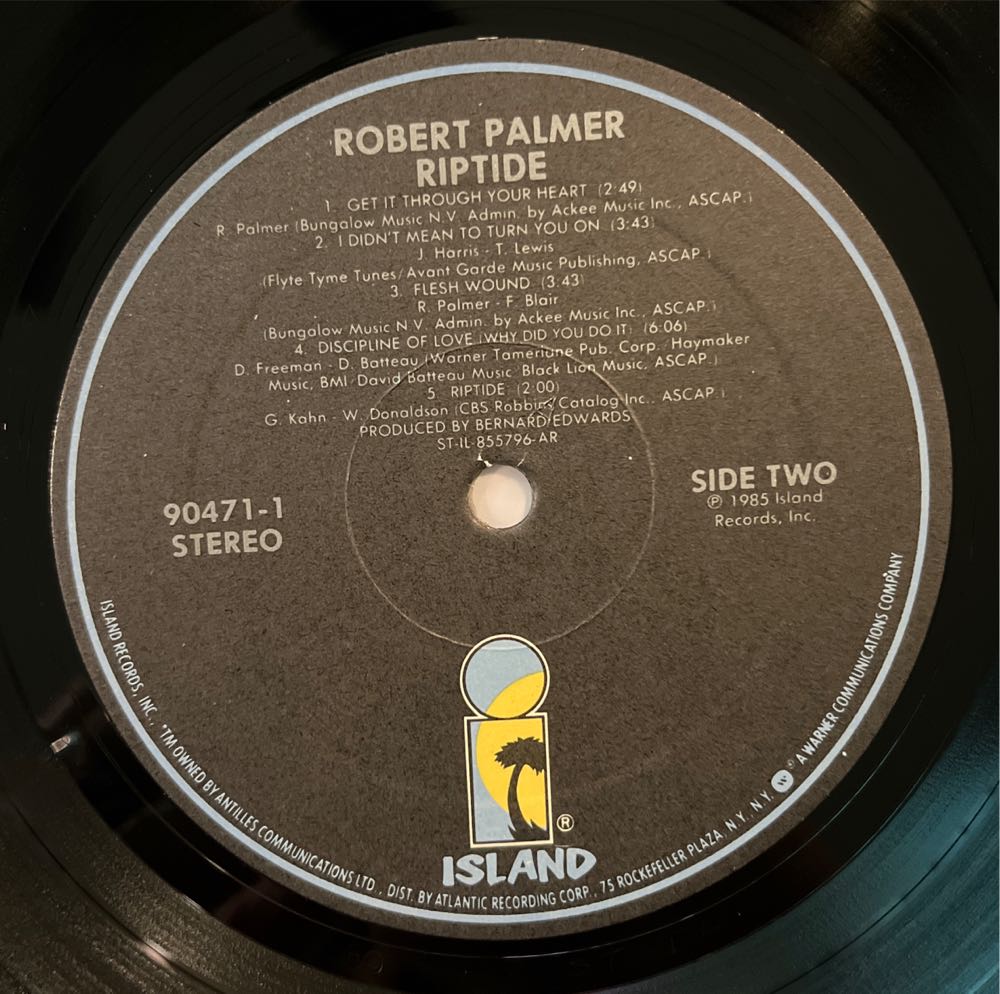 ROBERT PALMER
RIPTIDE
1. GET IT THROUGH YOUR HEART (2:49)
R. Palmer (Bungalow Music N.V. Admin. by Ackee Music Inc., ASCAP.)
2. I DIDN'T MEAN TO TURN YOU ON (3:43)
J. Harris - T. Lewis
(Flyte Tyme Tunes/Avant Garde Music Publishing, ASCAP.)
3. FLESH WOUND (3:43)
R. Palmer - F. Blair
(Bungalow Music N.V. Admin. by Ackee Music Inc., ASCAP.)
4. DISCIPLINE OF LOVE (WHY DID YOU DO IT) (6:06)
D. Freeman - D. Batteau (Warner Tamerlane Pub. Corp./Haymaker
Music, BMI/David Batteau Music/Black Lion Music, ASCAP.)
5. RIPTIDE (2:00)
G. Kahn - W. Donaldson (CBS Robbins Catalog Inc., ASCAP.)
PRODUCED BY BERNARD EDWARDS
ST-IL-855796-AR
90471-1
STEREO
SIDE TWO
℗ 1985 Island
Records, Inc.
®
ISLAND
ISLAND RECORDS, INC., *TM OWNED BY ANTILLES COMMUNICATIONS LTD., DIST. BY ATLANTIC RECORDING CORP., 75 ROCKEFELLER PLAZA, N.Y., N.Y. W ® A WARNER COMMUNICATIONS COMPANY